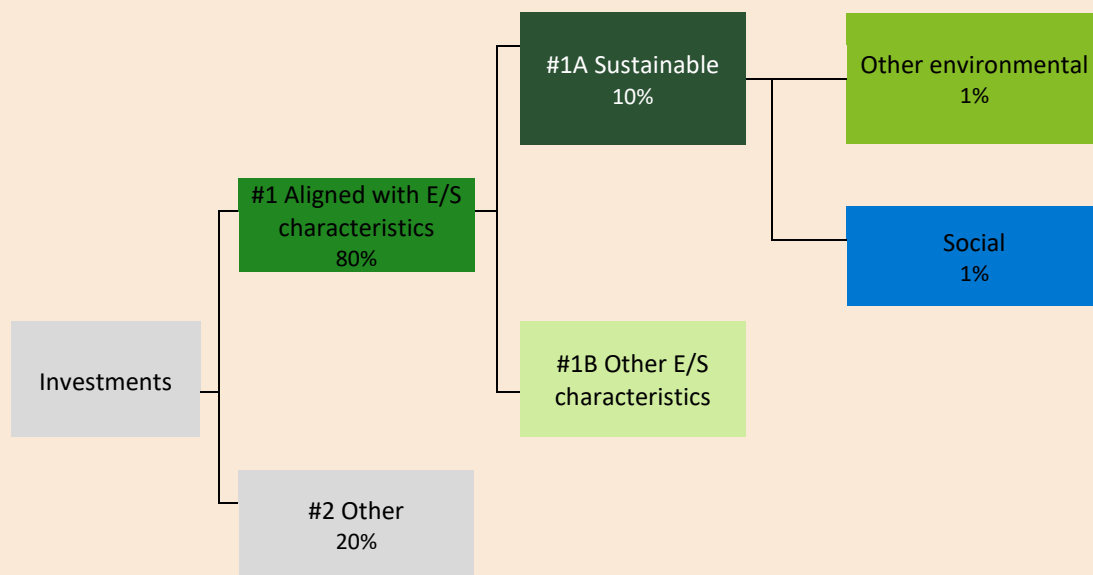 #1A Sustainable
10%
Other environmental
1%
#1 Aligned with E/S
characteristics
80%
Social
1%
Investments
#1B Other E/S
characteristics
#2 Other
20%